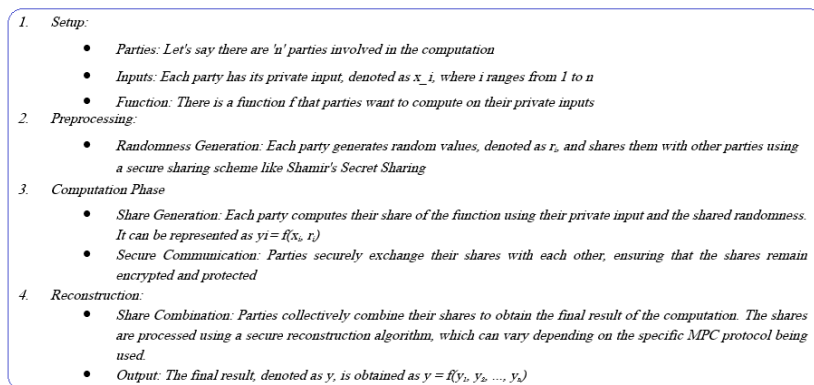 1. Setup:
• Parties: Let's say there are 'n' parties involved in the computation
• Inputs: Each party has its private input, denoted as x_i, where i ranges from 1 to n
• Function: There is a function f that parties want to compute on their private inputs
2. Preprocessing:
• Randomness Generation: Each party generates random values, denoted as rᵢ, and shares them with other parties using
a secure sharing scheme like Shamir's Secret Sharing
3. Computation Phase
• Share Generation: Each party computes their share of the function using their private input and the shared randomness.
It can be represented as yi= f(xᵢ, rᵢ)
• Secure Communication: Parties securely exchange their shares with each other, ensuring that the shares remain
encrypted and protected
4. Reconstruction:
• Share Combination: Parties collectively combine their shares to obtain the final result of the computation. The shares
are processed using a secure reconstruction algorithm, which can vary depending on the specific MPC protocol being
used.
• Output: The final result, denoted as y, is obtained as y = f(y₁, y₂, ..., yₙ)